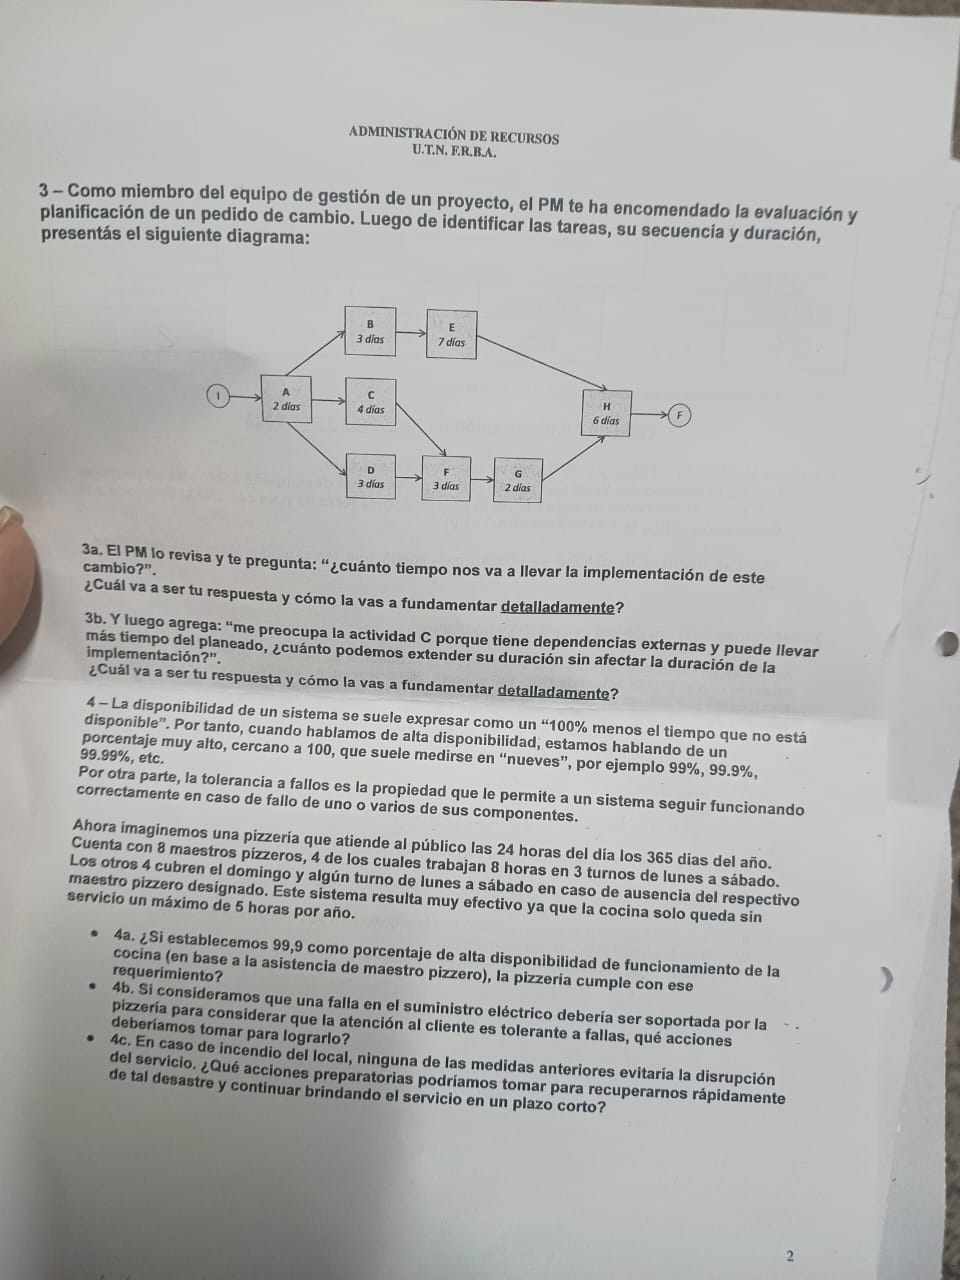 ADMINISTRACIÓN DE RECURSOS
U.T.N. F.R.B.A.
3 – Como miembro del equipo de gestión de un proyecto, el PM te ha encomendado la evaluación y
planificación de un pedido de cambio. Luego de identificar las tareas, su secuencia y duración,
presentás el siguiente diagrama:
B
3 días
E
7 días
I
A
2 días
C
4 días
H
6 días
F
D
3 días
F
3 días
G
2 días
3a. El PM lo revisa y te pregunta: “¿cuánto tiempo nos va a llevar la implementación de este
cambio?”.
¿Cuál va a ser tu respuesta y cómo la vas a fundamentar detalladamente?
3b. Y luego agrega: “me preocupa la actividad C porque tiene dependencias externas y puede llevar
más tiempo del planeado, ¿cuánto podemos extender su duración sin afectar la duración de la
implementación?”.
¿Cuál va a ser tu respuesta y cómo la vas a fundamentar detalladamente?
4 – La disponibilidad de un sistema se suele expresar como un “100% menos el tiempo que no está
disponible”. Por tanto, cuando hablamos de alta disponibilidad, estamos hablando de un
porcentaje muy alto, cercano a 100, que suele medirse en “nueves”, por ejemplo 99%, 99.9%,
99.99%, etc.
Por otra parte, la tolerancia a fallos es la propiedad que le permite a un sistema seguir funcionando
correctamente en caso de fallo de uno o varios de sus componentes.
Ahora imaginemos una pizzería que atiende al público las 24 horas del día los 365 días del año.
Cuenta con 8 maestros pizzeros, 4 de los cuales trabajan 8 horas en 3 turnos de lunes a sábado.
Los otros 4 cubren el domingo y algún turno de lunes a sábado en caso de ausencia del respectivo
maestro pizzero designado. Este sistema resulta muy efectivo ya que la cocina solo queda sin
servicio un máximo de 5 horas por año.
• 4a. ¿Si establecemos 99,9 como porcentaje de alta disponibilidad de funcionamiento de la
cocina (en base a la asistencia de maestro pizzero), la pizzería cumple con ese
requerimiento?
• 4b. Si consideramos que una falla en el suministro eléctrico debería ser soportada por la
pizzería para considerar que la atención al cliente es tolerante a fallas, qué acciones
deberíamos tomar para lograrlo?
• 4c. En caso de incendio del local, ninguna de las medidas anteriores evitaría la disrupción
del servicio. ¿Qué acciones preparatorias podríamos tomar para recuperarnos rápidamente
de tal desastre y continuar brindando el servicio en un plazo corto?
2